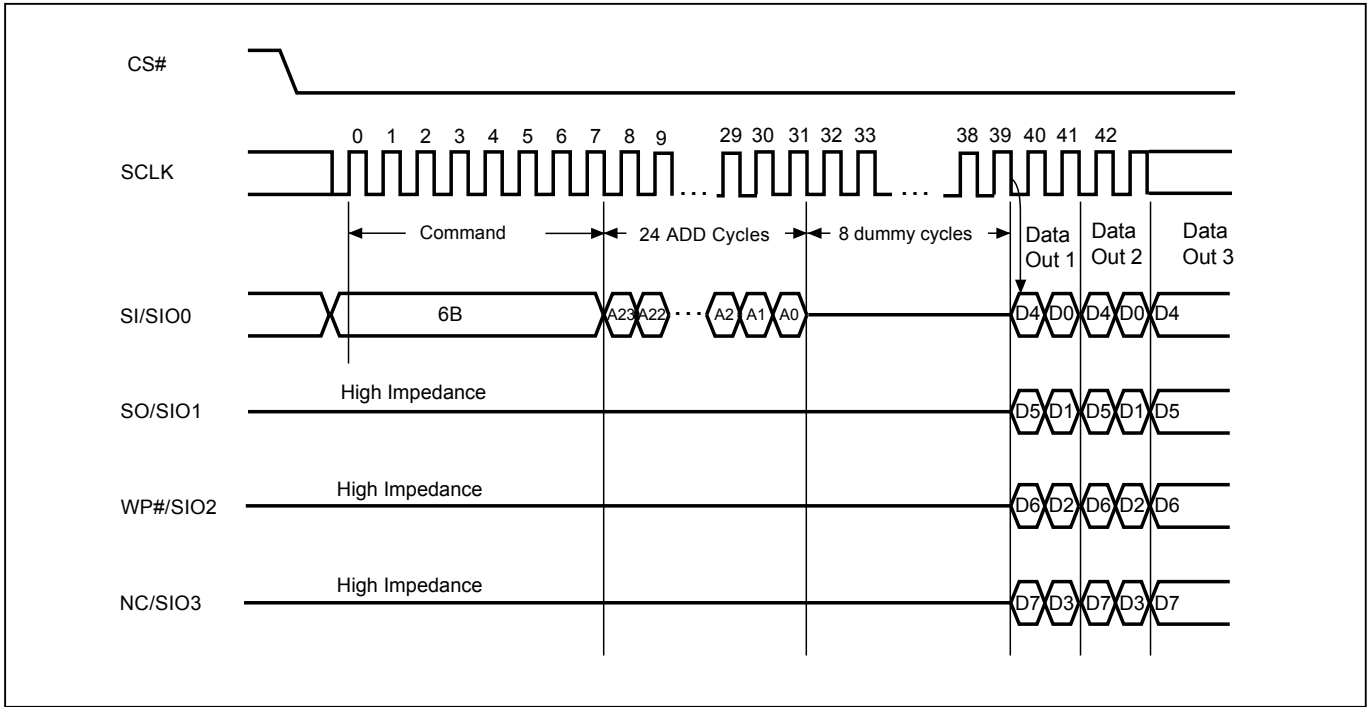 CS#
0 1 2 3 4 5 6 7 8 9 29 30 31 32 33 38 39 40 41 42
SCLK
. . . . . .
Command 24 ADD Cycles 8 dummy cycles
Data Out 1
Data Out 2
Data Out 3
SI/SIO0 6B A23 A22 · · · A2 A1 A0 D4 D0 D4 D0 D4
High Impedance
SO/SIO1 D5 D1 D5 D1 D5
High Impedance
WP#/SIO2 D6 D2 D6 D2 D6
High Impedance
NC/SIO3 D7 D3 D7 D3 D7